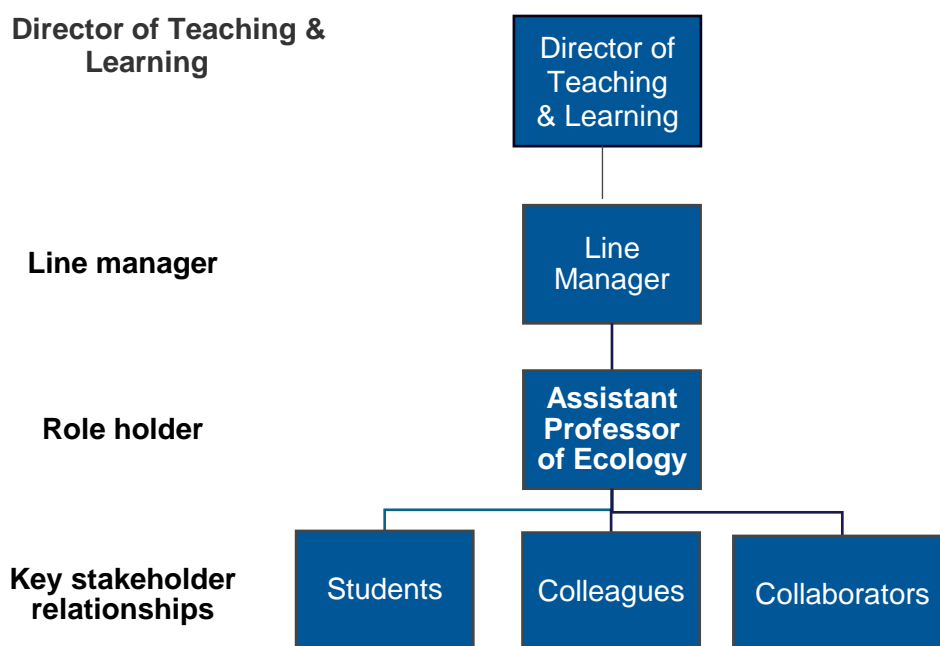 Director of Teaching &
Learning
Director of
Teaching
& Learning
Line manager
Line
Manager
Role holder
Assistant
Professor
of Ecology
Key stakeholder
relationships
Students
Colleagues
Collaborators